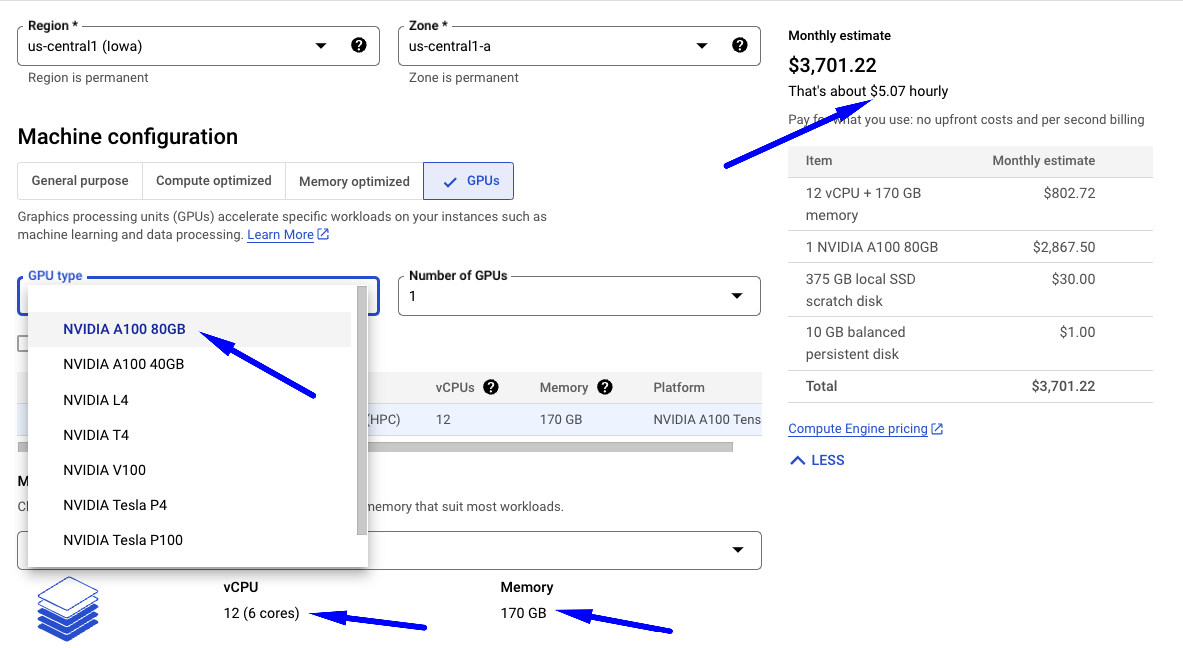 Region *
us-central1 (Iowa)
Region is permanent
Zone *
us-central1-a
Zone is permanent
Machine configuration
General purpose
Compute optimized
Memory optimized
GPUs
Graphics processing units (GPUs) accelerate specific workloads on your instances such as
machine learning and data processing. Learn More
GPU type
NVIDIA A100 80GB
NVIDIA A100 40GB
NVIDIA L4
NVIDIA T4
NVIDIA V100
NVIDIA Tesla P4
NVIDIA Tesla P100
Number of GPUs
1
vCPUs Memory Platform
(HPC) 12 170 GB NVIDIA A100 Tens
memory that suit most workloads.
vCPU
12 (6 cores)
Memory
170 GB
Monthly estimate
$3,701.22
That's about $5.07 hourly
Pay for what you use: no upfront costs and per second billing
Item Monthly estimate
12 vCPU + 170 GB $802.72
memory
1 NVIDIA A100 80GB $2,867.50
375 GB local SSD $30.00
scratch disk
10 GB balanced $1.00
persistent disk
Total $3,701.22
Compute Engine pricing
LESS